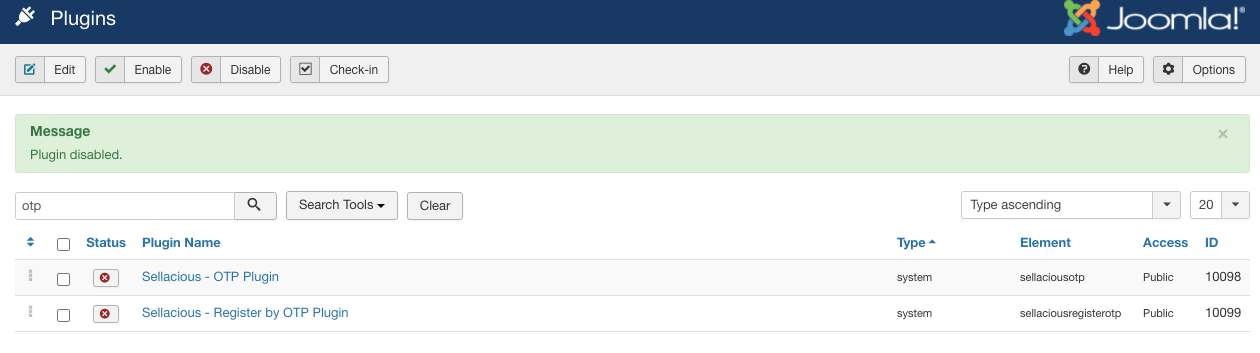 Plugins
Joomla!®
Edit Enable Disable Check-in Help Options
Message
Plugin disabled.
otp Search Tools Clear Type ascending 20
Status Plugin Name Type Element Access ID
Sellacious - OTP Plugin system sellaciousotp Public 10098
Sellacious - Register by OTP Plugin system sellaciousregisterotp Public 10099